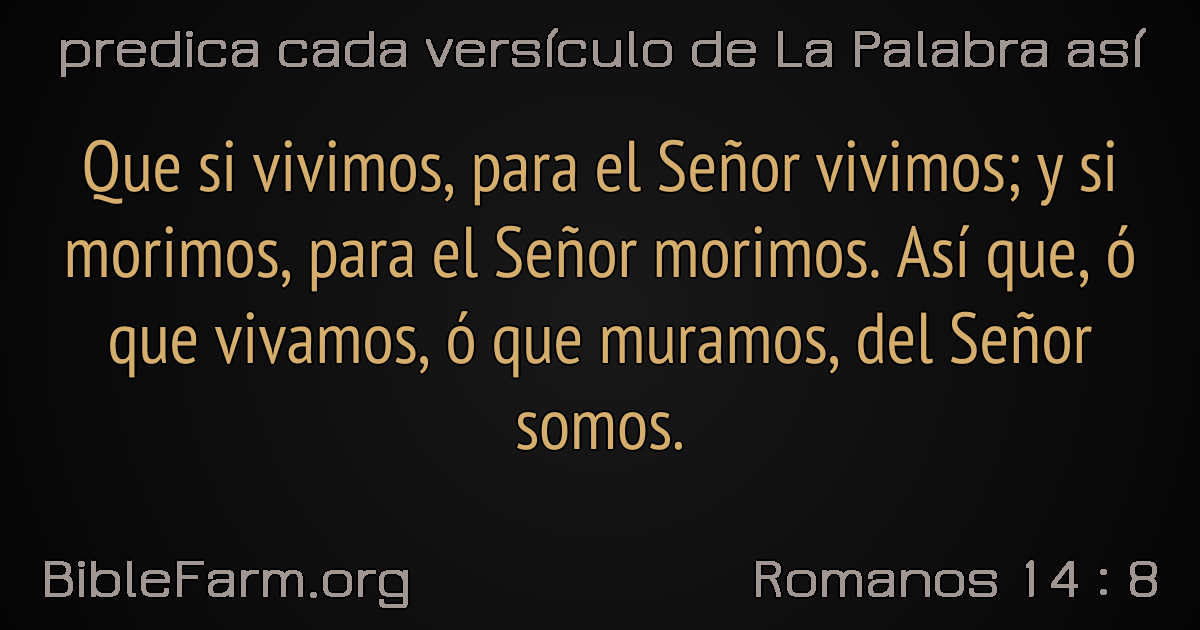 predica cada versículo de La Palabra así
Que si vivimos, para el Señor vivimos; y si
morimos, para el Señor morimos. Así que, ó
que vivamos, ó que muramos, del Señor
somos.
BibleFarm.org
Romanos 14 : 8